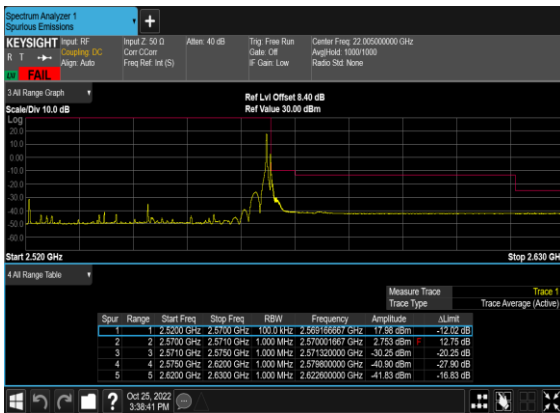 Spectrum Analyzer 1
Spurious Emissions
KEYSIGHT
R T
LXI
FAIL
Input: RF
Coupling: DC
Align: Auto
Input Z: 50 Ω
Corr CCorr
Freq Ref: Int (S)
Atten: 40 dB
Trig: Free Run
Gate: Off
IF Gain: Low
Center Freq: 22.005000000 GHz
Avg|Hold: 1000/1000
Radio Std: None
3 All Range Graph
Scale/Div 10.0 dB
Ref Lvl Offset 8.40 dB
Ref Value 30.00 dBm
Log
20.0
10.0
0.00
-10.0
-20.0
-30.0
-40.0
-50.0
-60.0
Start 2.520 GHz
Stop 2.630 GH
4 All Range Table
Measure Trace Trace 1
Trace Type Trace Average (Active)
Spur Range Start Freq Stop Freq RBW Frequency Amplitude ΔLimit
1 1 2.5200 GHz 2.5700 GHz 100.0 kHz 2.569166667 GHz 17.98 dBm -12.02 dB
2 2 2.5700 GHz 2.5710 GHz 1.000 MHz 2.570001667 GHz 2.753 dBm F 12.75 dB
3 3 2.5710 GHz 2.5750 GHz 1.000 MHz 2.571320000 GHz -30.25 dBm -20.25 dB
4 4 2.5750 GHz 2.6200 GHz 1.000 MHz 2.579800000 GHz -40.90 dBm -27.90 dB
5 5 2.6200 GHz 2.6300 GHz 1.000 MHz 2.622600000 GHz -41.83 dBm -16.83 dB
?
Oct 25, 2022
3:38:41 PM